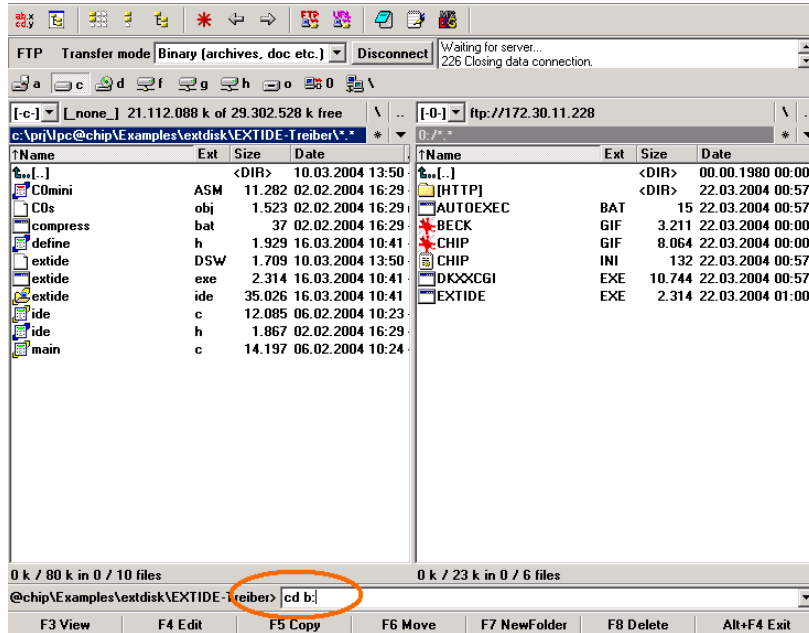 FTP Transfer mode Binary (archives, doc etc.) Disconnect Waiting for server...
226 Closing data connection.
a c d f g h o 0 \
[-c-] [_none_] 21.112.088 k of 29.302.528 k free \ .. [-0-] ftp://172.30.11.228 \ .
c:\prj\Ipc@chip\Examples\extdisk\EXTIDE-Treiber\*.* * ▼ 0:/*.* * ▼
↑Name Ext Size Date ↑Name Ext Size Date
[..] <DIR> 10.03.2004 13:50 [..] <DIR> 00.00.1980 00:00
C0mini ASM 11.282 02.02.2004 16:29 [HTTP] <DIR> 22.03.2004 00:57
C0s obj 1.523 02.02.2004 16:29 AUTOEXEC BAT 15 22.03.2004 00:57
compress bat 37 02.02.2004 16:29 BECK GIF 3.211 22.03.2004 00:00
define h 1.929 16.03.2004 10:41 CHIP GIF 8.064 22.03.2004 00:00
extide DSW 1.709 10.03.2004 13:50 CHIP INI 132 22.03.2004 00:57
extide exe 2.314 16.03.2004 10:41 DKXXCGI EXE 10.744 22.03.2004 00:57
extide ide 35.026 16.03.2004 10:41 EXTIDE EXE 2.314 22.03.2004 01:00
ide c 12.085 06.02.2004 10:23
ide h 1.867 02.02.2004 16:29
main c 14.197 06.02.2004 10:24
0 k / 80 k in 0 / 10 files 0 k / 23 k in 0 / 6 files
@chip\Examples\extdisk\EXTIDE-Treiber> cd b:
F3 View F4 Edit F5 Copy F6 Move F7 NewFolder F8 Delete Alt+F4 Exit